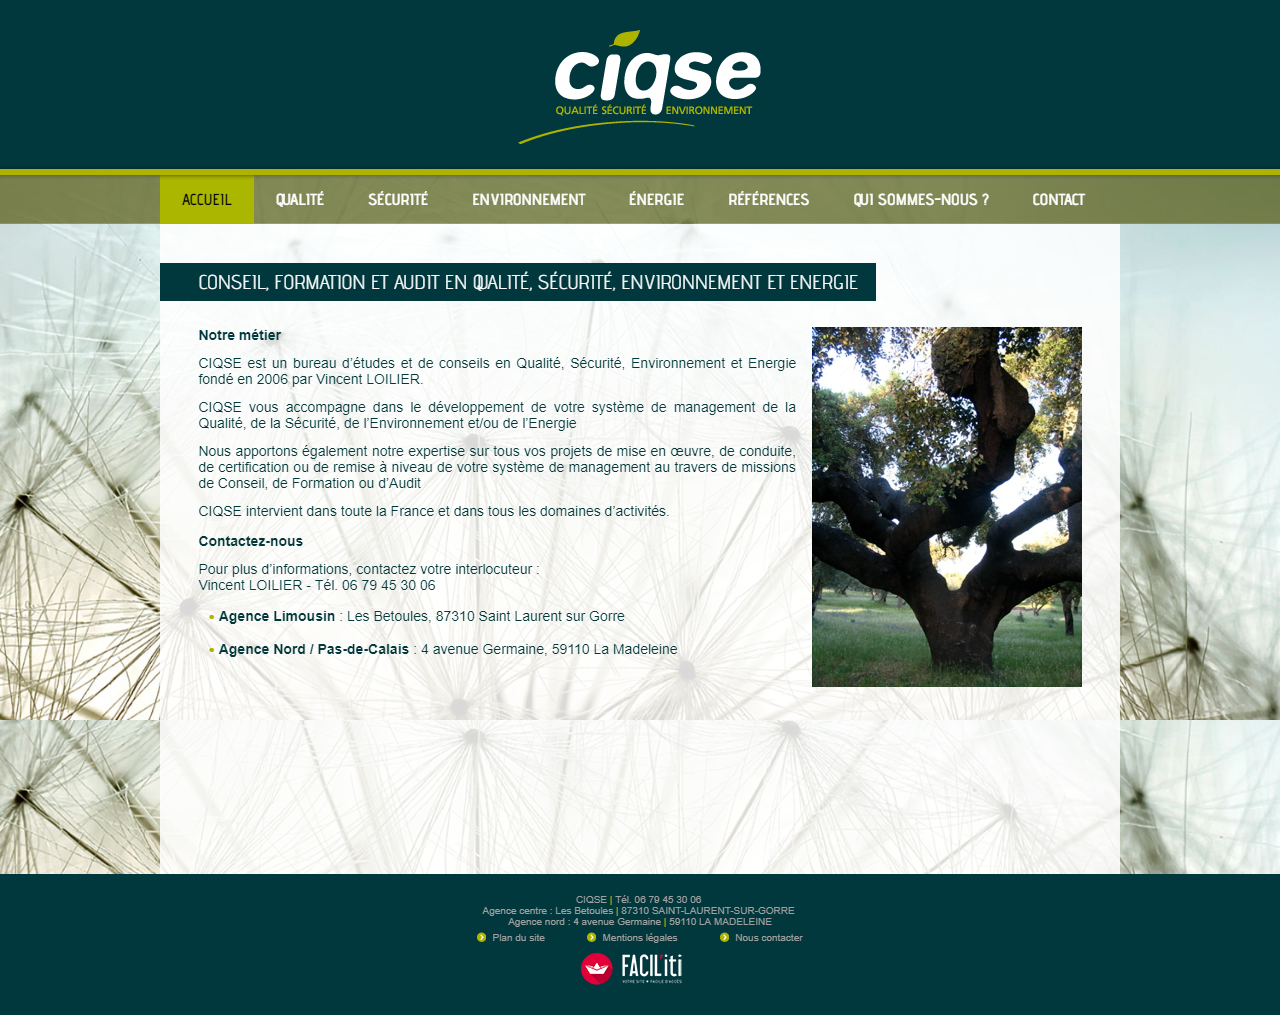 ciqse
QUALITÉ SÉCURITÉ ENVIRONNEMENT
ACCUEIL QUALITÉ SÉCURITÉ ENVIRONNEMENT ÉNERGIE RÉFÉRENCES QUI SOMMES-NOUS ? CONTACT
CONSEIL, FORMATION ET AUDIT EN QUALITÉ, SÉCURITÉ, ENVIRONNEMENT ET ENERGIE
Notre métier
CIQSE est un bureau d’études et de conseils en Qualité, Sécurité, Environnement et Energie
fondé en 2006 par Vincent LOILIER.
CIQSE vous accompagne dans le développement de votre système de management de la
Qualité, de la Sécurité, de l’Environnement et/ou de l’Energie
Nous apportons également notre expertise sur tous vos projets de mise en œuvre, de conduite,
de certification ou de remise à niveau de votre système de management au travers de missions
de Conseil, de Formation ou d’Audit
CIQSE intervient dans toute la France et dans tous les domaines d’activités.
Contactez-nous
Pour plus d’informations, contactez votre interlocuteur :
Vincent LOILIER - Tél. 06 79 45 30 06
• Agence Limousin : Les Betoules, 87310 Saint Laurent sur Gorre
• Agence Nord / Pas-de-Calais : 4 avenue Germaine, 59110 La Madeleine
CIQSE | Tél. 06 79 45 30 06
Agence centre : Les Betoules | 87310 SAINT-LAURENT-SUR-GORRE
Agence nord : 4 avenue Germaine | 59110 LA MADELEINE
Plan du site Mentions légales Nous contacter
FACIL'iti
VOTRE SITE • FACILE D'ACCÈS